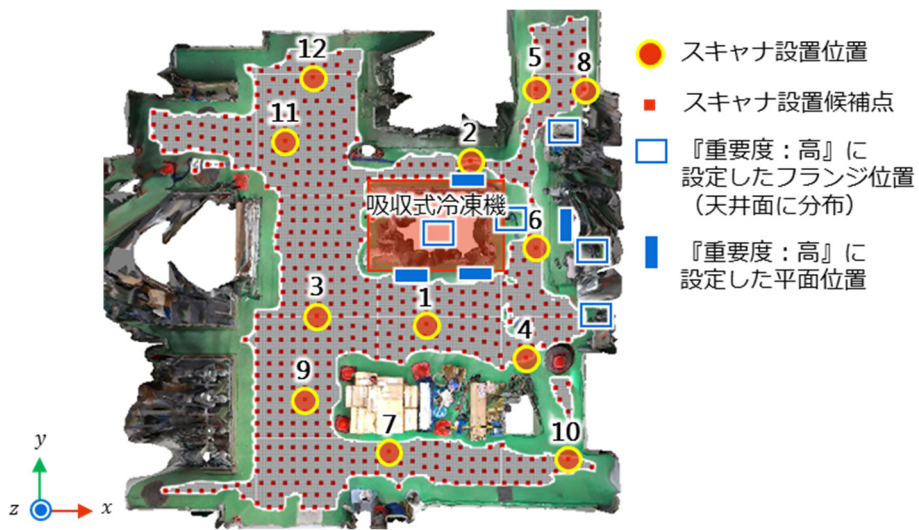 12
5
8
スキャナ設置位置
11
2
スキャナ設置候補点
『重要度：高』に
設定したフランジ位置
（天井面に分布）
吸収式冷凍機
6
『重要度：高』に
設定した平面位置
3
1
4
9
7
10
y
z
x